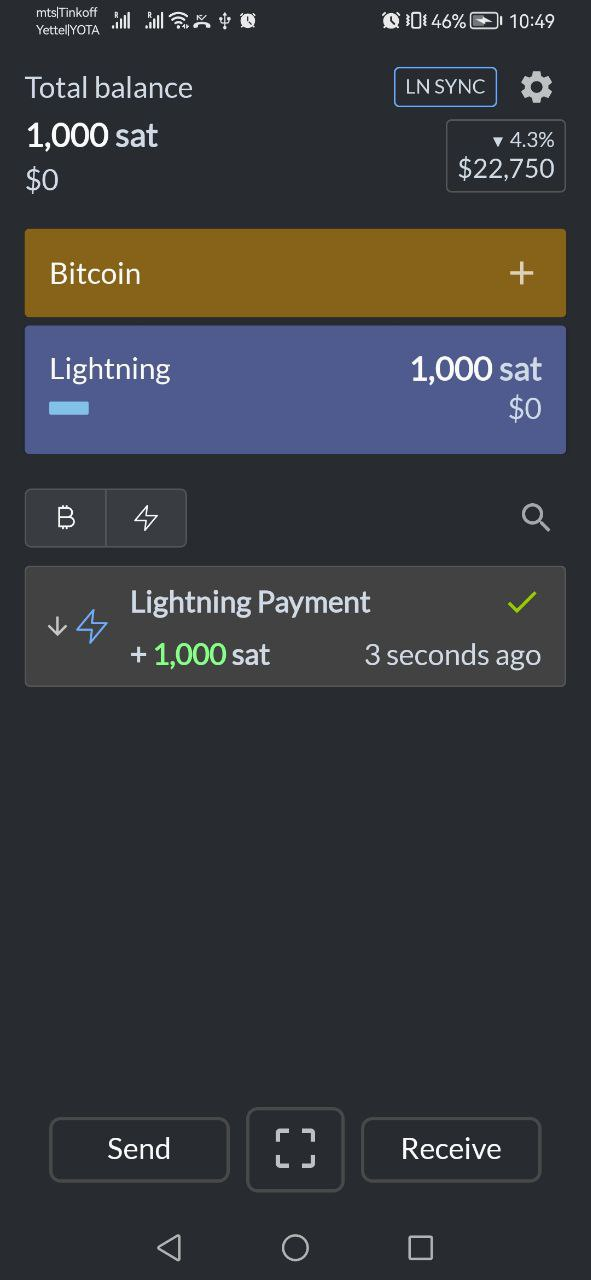 mts|Tinkoff
Yettel|YOTA
R R 46% 10:49
Total balance
LN SYNC
1,000 sat
$0
▼ 4.3%
$22,750
Bitcoin +
Lightning
1,000 sat
$0
Lightning Payment
+ 1,000 sat 3 seconds ago
Send
Receive